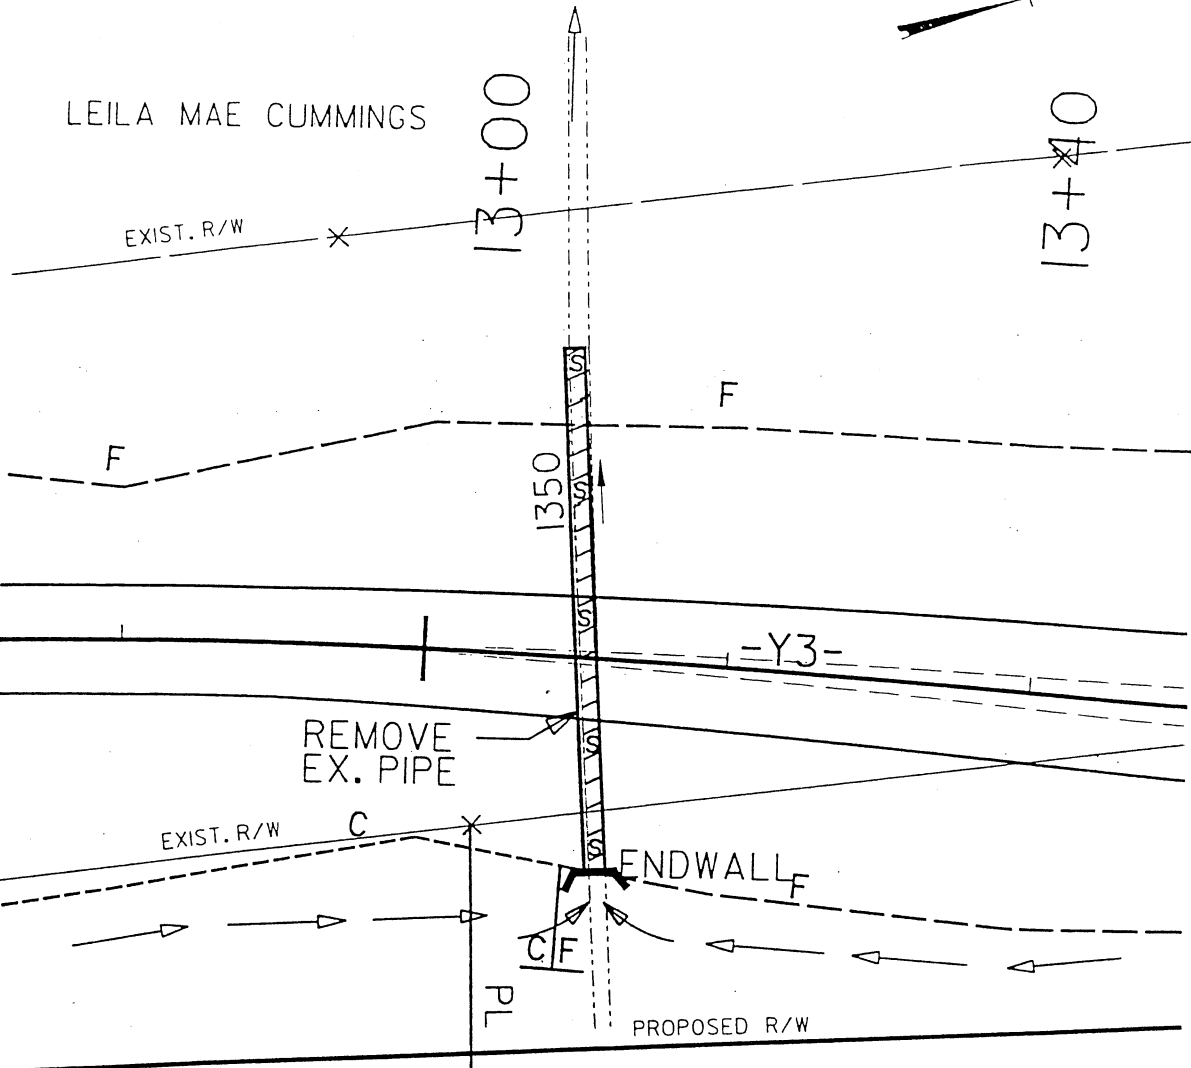 LEILA MAE CUMMINGS
13+00
13+40
EXIST. R/W
F
F
1350
-Y3-
REMOVE
EX. PIPE
EXIST. R/W
C
ENDWALL
F
C F
PL
PROPOSED R/W
S
S
S
S
S